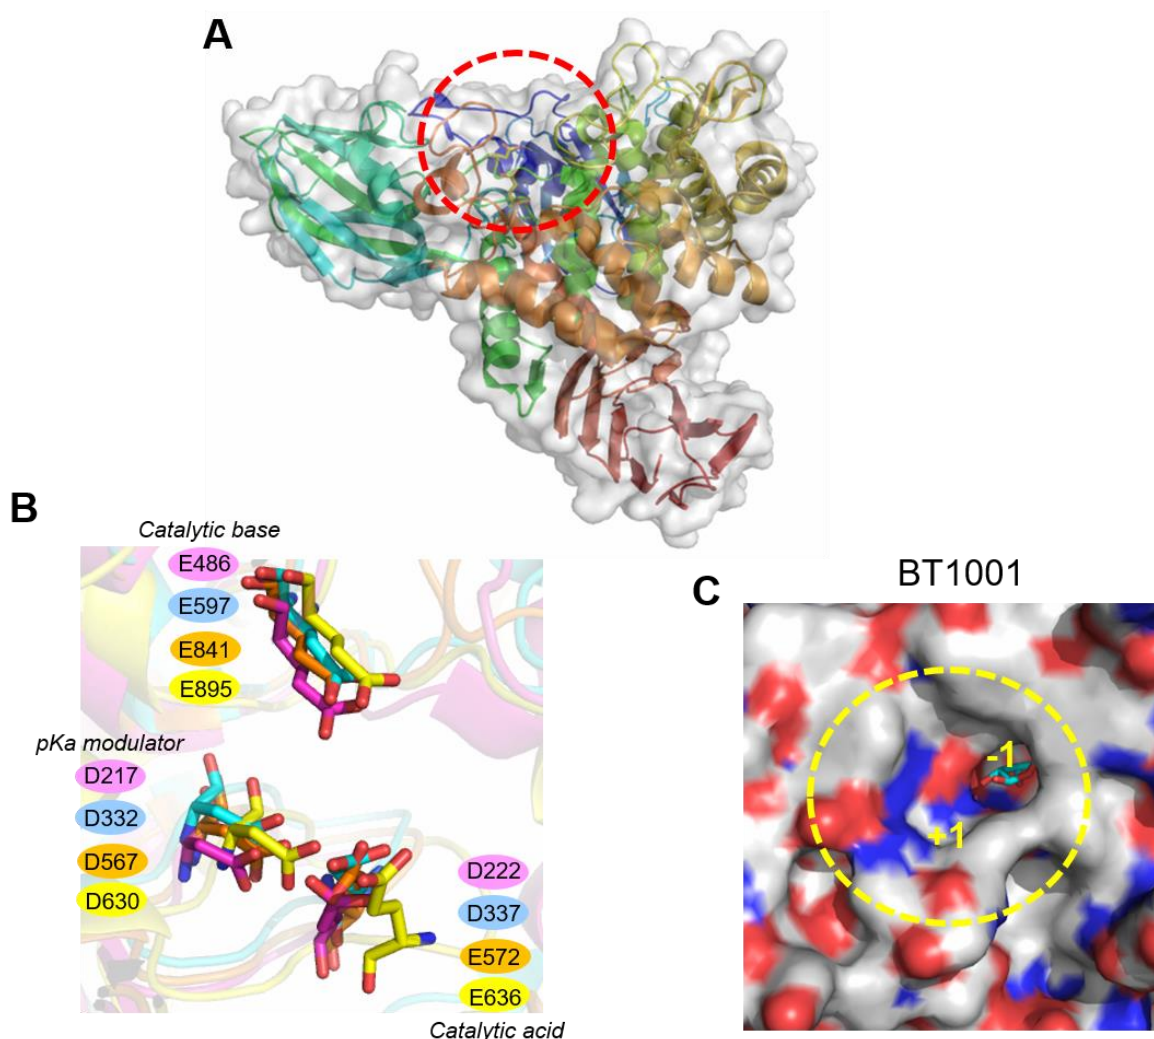 A
B
Catalytic base
E486
E597
E841
E895
pKa modulator
D217
D332
D567
D630
D222
D337
E572
E636
Catalytic acid
BT1001
C
-1
+1